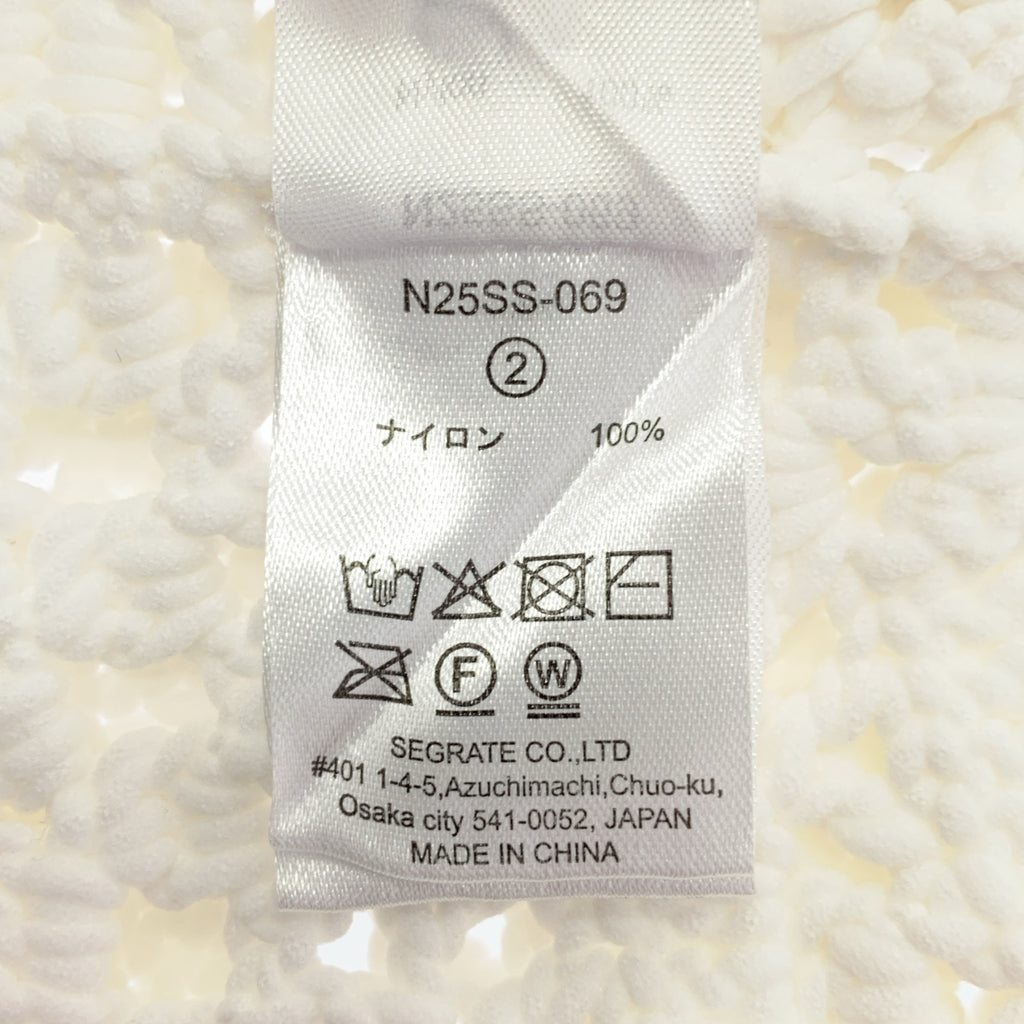 N25SS-069
②
ナイロン 100%
F W
SEGRATE CO.,LTD
#401 1-4-5,Azuchimachi,Chuo-ku,
Osaka city 541-0052, JAPAN
MADE IN CHINA